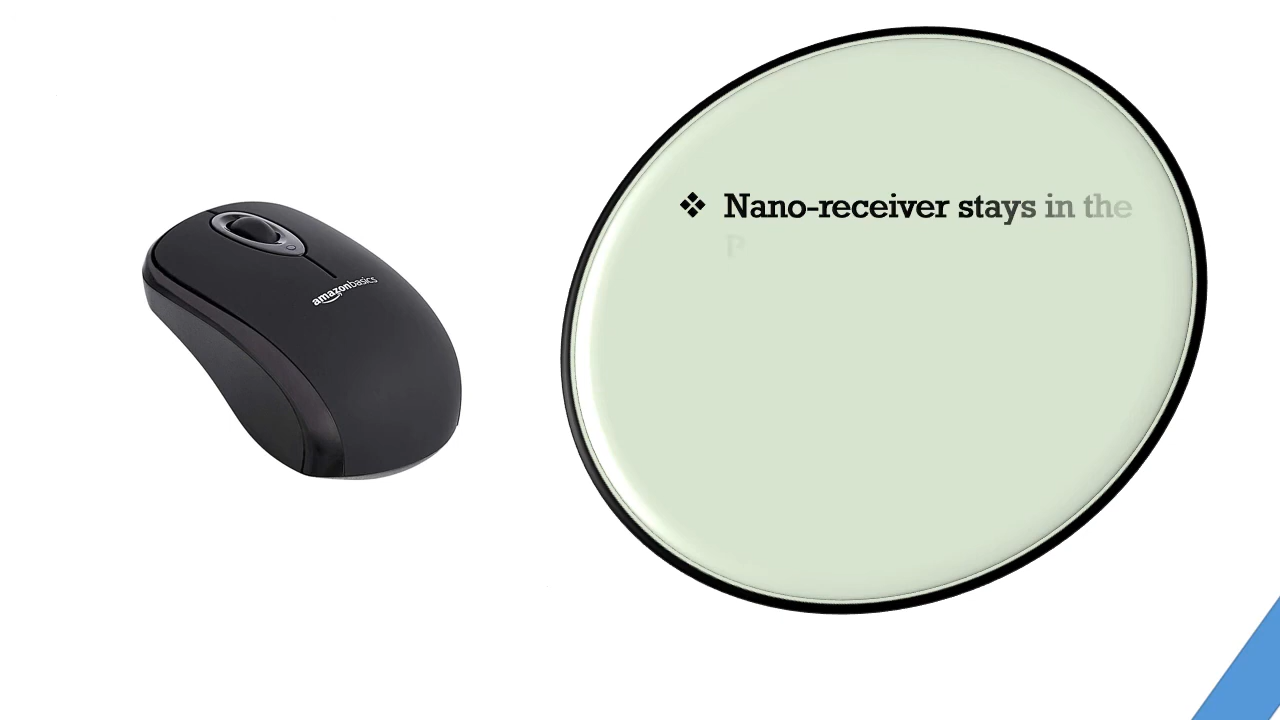 amazonbasics
❖ Nano-receiver stays in the
P